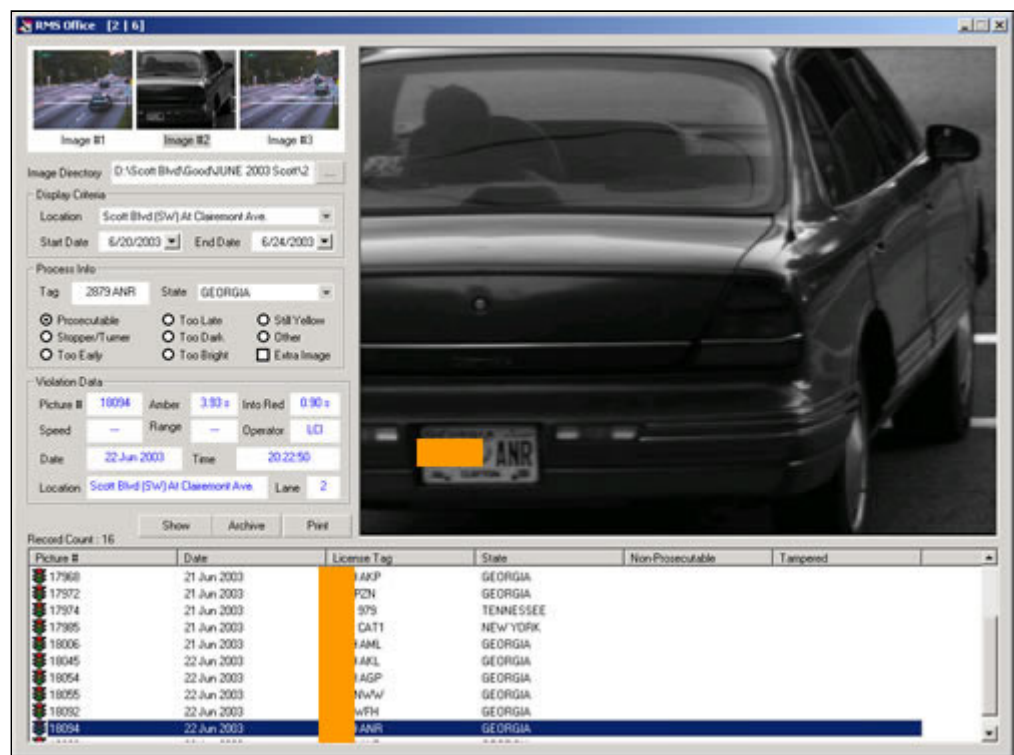 RMS Office [2 | 6]
Image #1 Image #2 Image #3
Image Directory D:\Scott Blvd\Good\JUNE 2003 Scott\2 ...
Display Criteria
Location Scott Blvd (SW) At Clairemont Ave.
Start Date 6/20/2003 End Date 6/24/2003
Process Info
Tag 2879 ANR State GEORGIA
Prosecutable Too Late Still Yellow
Stopper/Turner Too Dark Other
Too Early Too Bright Extra Image
Violation Data
Picture # 18094 Amber 3.93 s Into Red 0.90 s
Speed --- Range --- Operator LCI
Date 22 Jun 2003 Time 20:22:50
Location Scott Blvd (SW) At Clairemont Ave. Lane 2
Show Archive Print
ANR
Record Count : 16
Picture # Date License Tag State Non-Prosecutable Tampered
17968 21 Jun 2003 AKP GEORGIA
17972 21 Jun 2003 PZN GEORGIA
17974 21 Jun 2003 979 TENNESSEE
17985 21 Jun 2003 CAT1 NEW YORK
18006 21 Jun 2003 AML GEORGIA
18045 22 Jun 2003 AKL GEORGIA
18054 22 Jun 2003 AGP GEORGIA
18055 22 Jun 2003 NWW GEORGIA
18092 22 Jun 2003 WFH GEORGIA
18094 22 Jun 2003 ANR GEORGIA